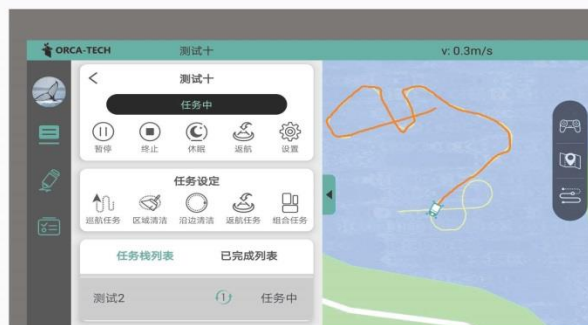 ORCA-TECH 测试十 v: 0.3m/s
测试十
任务中
暂停 终止 休眠 返航 设置
任务设定
巡航任务 区域清洁 沿边清洁 返航任务 组合任务
任务栈列表 已完成列表
测试2 1 任务中